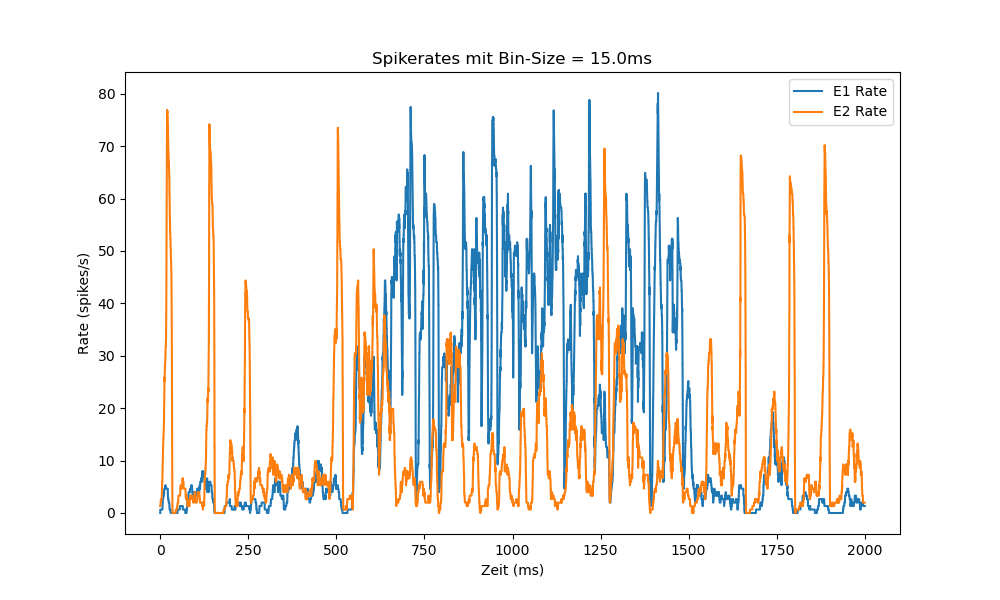 Spikerates mit Bin-Size = 15.0ms
E1 Rate
E2 Rate
80
70
60
50
40
30
20
10
0
Rate (spikes/s)
0 250 500 750 1000 1250 1500 1750 2000
Zeit (ms)